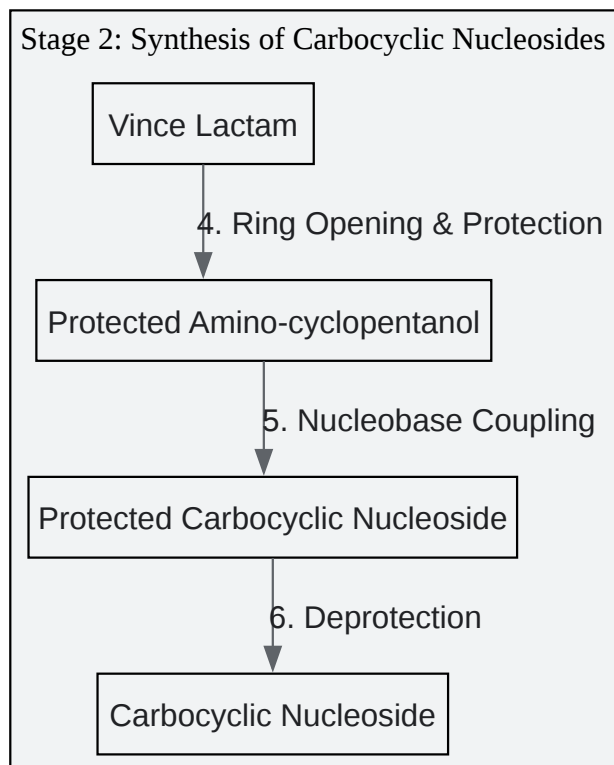 Stage 2: Synthesis of Carbocyclic Nucleosides
Vince Lactam
4. Ring Opening & Protection
Protected Amino-cyclopentanol
5. Nucleobase Coupling
Protected Carbocyclic Nucleoside
6. Deprotection
Carbocyclic Nucleoside